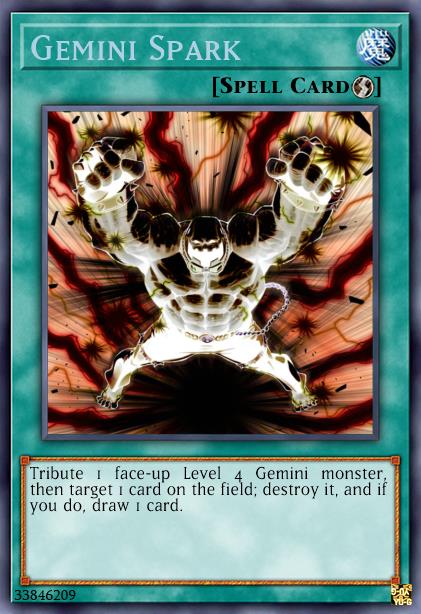 Gemini Spark
魔
[Spell Card]
Tribute 1 face-up Level 4 Gemini monster,
then target 1 card on the field; destroy it, and if
you do, draw 1 card.
33846209